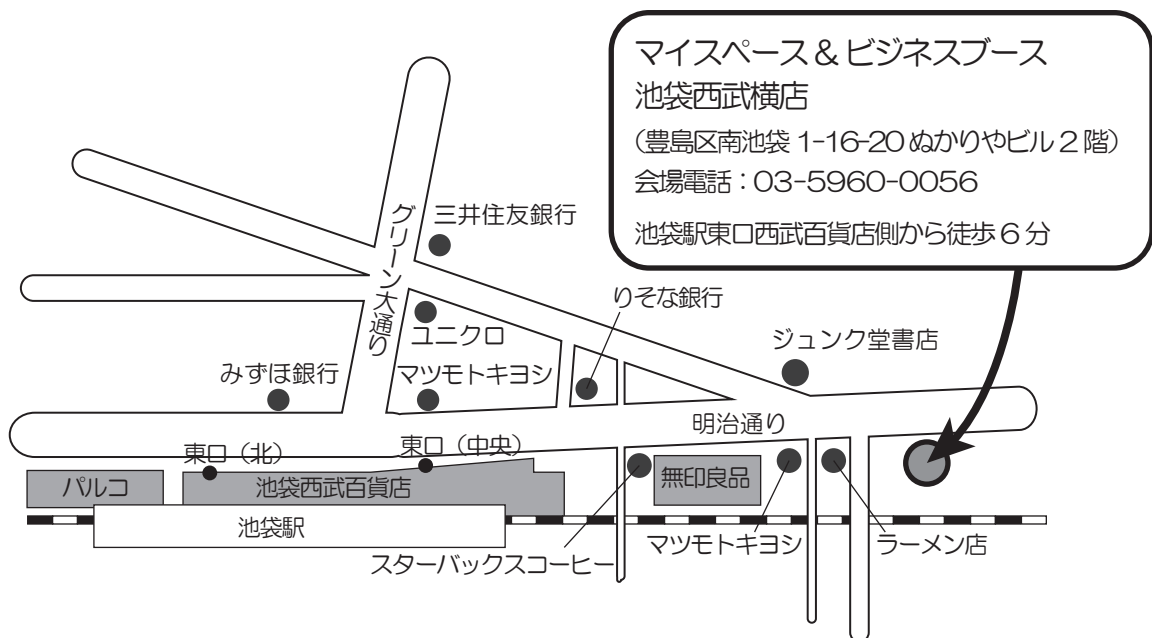 マイスペース & ビジネスブース
池袋西武横店
（豊島区南池袋 1-16-20 ぬかりやビル 2 階）
会場電話：03-5960-0056
池袋駅東口西武百貨店側から徒歩 6 分
グリーン大通り
三井住友銀行
りそな銀行
ユニクロ
ジュンク堂書店
みずほ銀行
マツモトキヨシ
明治通り
東口（北）
東口（中央）
パルコ
池袋西武百貨店
無印良品
池袋駅
スターバックスコーヒー
マツモトキヨシ
ラーメン店